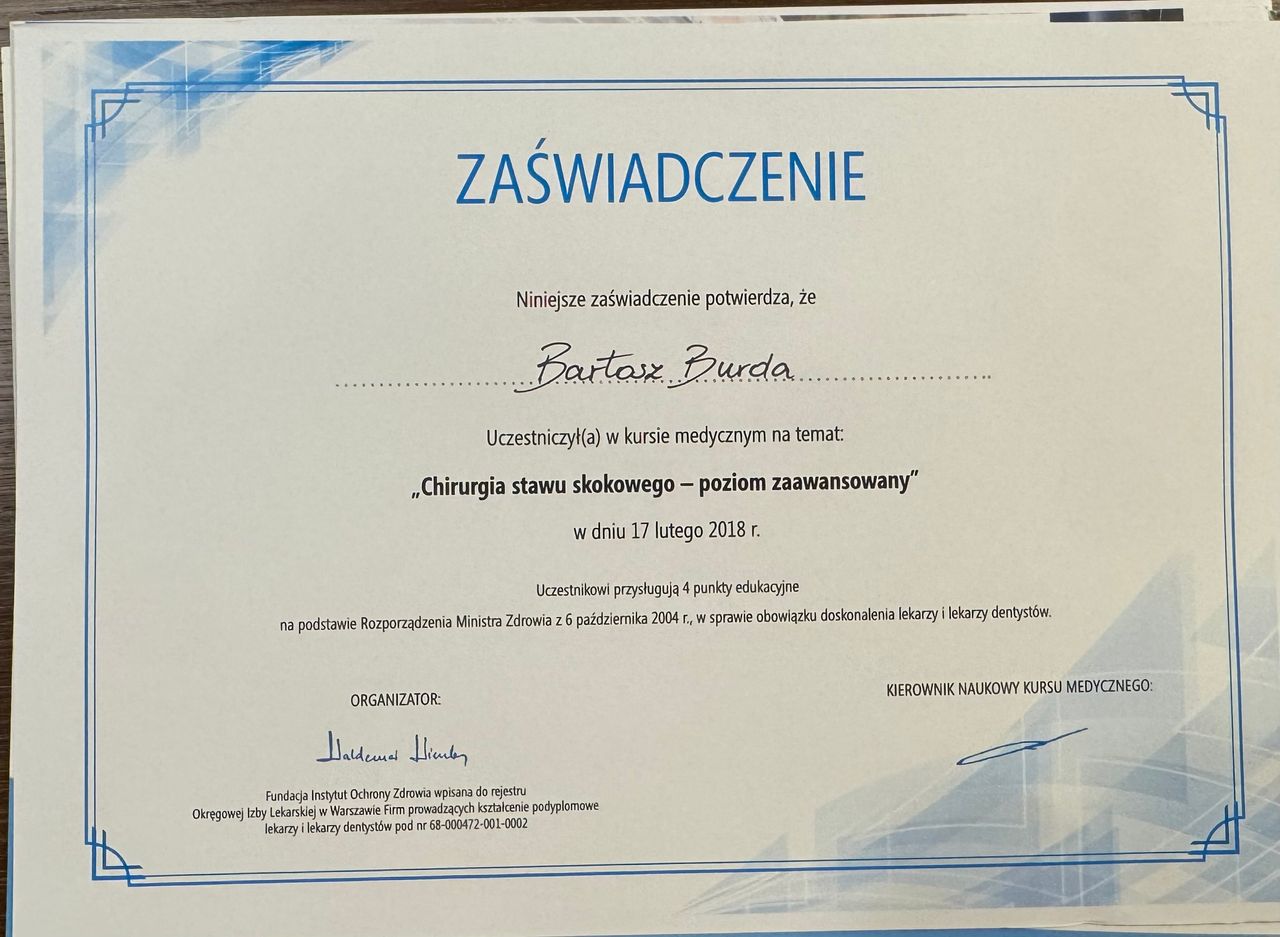 ZAŚWIADCZENIE
Niniejsze zaświadczenie potwierdza, że
Bartosz Burda
Uczestniczył(a) w kursie medycznym na temat:
„Chirurgia stawu skokowego – poziom zaawansowany”
w dniu 17 lutego 2018 r.
Uczestnikowi przysługują 4 punkty edukacyjne
na podstawie Rozporządzenia Ministra Zdrowia z 6 października 2004 r., w sprawie obowiązku doskonalenia lekarzy i lekarzy dentystów.
ORGANIZATOR:
Waldemar
Fundacja Instytut Ochrony Zdrowia wpisana do rejestru
Okręgowej Izby Lekarskiej w Warszawie Firm prowadzących kształcenie podyplomowe
lekarzy i lekarzy dentystów pod nr 68-000472-001-0002
KIEROWNIK NAUKOWY KURSU MEDYCZNEGO: